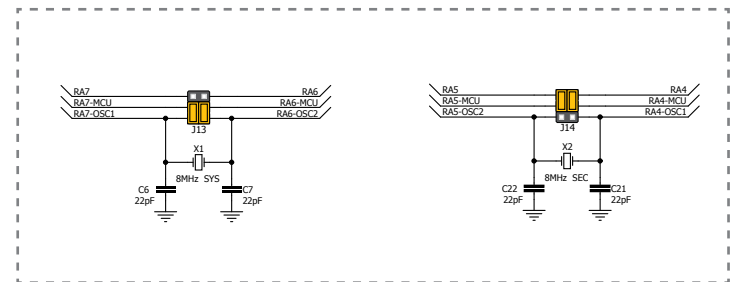 RA7 RA6
RA7-MCU RA6-MCU
RA7-OSC1 RA6-OSC2
J13
X1
8MHz SYS
C6 C7
22pF 22pF
RA5 RA4
RA5-MCU RA4-MCU
RA5-OSC2 RA4-OSC1
J14
X2
8MHz SEC
C22 C21
22pF 22pF